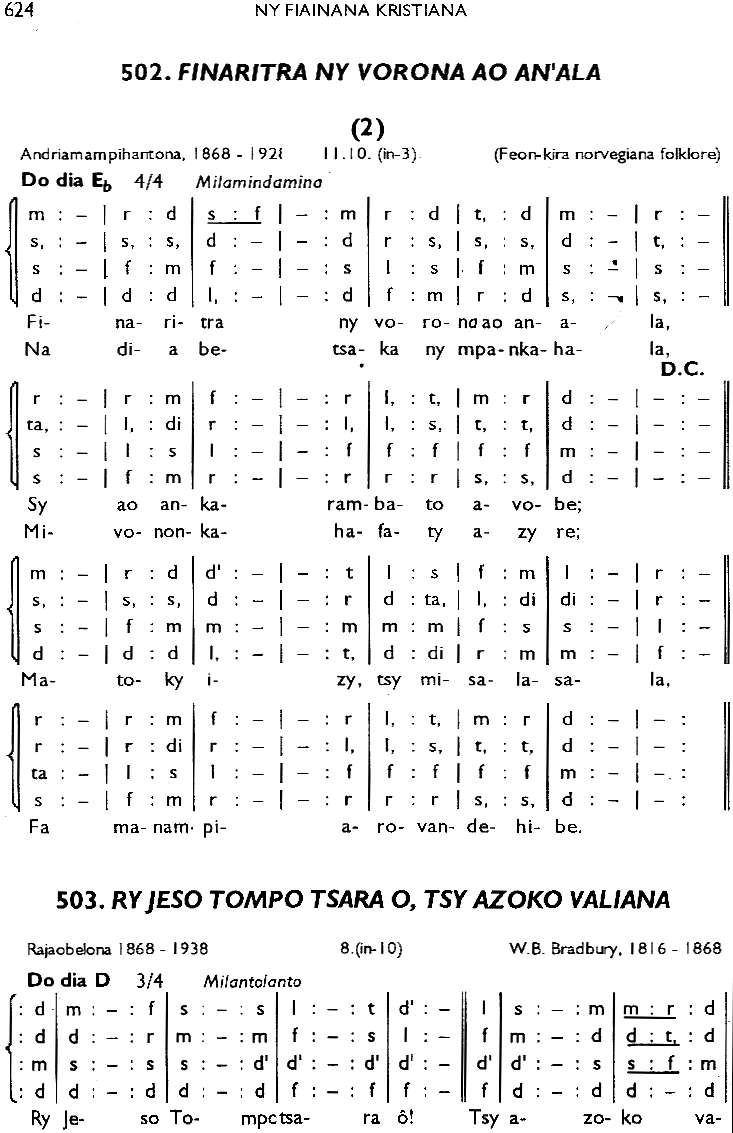 624 NY FIAINANA KRISTIANA
502. FINARITRA NY VORONA AO AN'ALA
(2)
Andriamampihantona, 1868 - 1928 11.10. (in-3) (Feon-kira norvegiana folklore)
Do dia Eb 4/4 Milamindamina
m : – | r : d | s : f | – : m | r : d | t, : d | m : – | r : –
s, : – | s, : s, | d : – | – : d | r : s, | s, : s, | d : – | t, : –
s : – | f : m | f : – | – : s | l : s | f : m | s : – | s : –
d : – | d : d | l, : – | – : d | f : m | r : d | s, : – | s, : –
Fi- na- ri- tra ny vo- ro- na ao an- a- la,
Na di- a be- tsa- ka ny mpa- nka- ha- la,
D.C.
r : – | r : m | f : – | – : r | l, : t, | m : r | d : – | – : –
ta, : – | l, : di | r : – | – : l, | l, : s, | t, : t, | d : – | – : –
s : – | l : s | l : – | – : f | f : f | f : f | m : – | – : –
s : – | f : m | r : – | – : r | r : r | s, : s, | d : – | – : –
Sy ao an- ka- ram- ba- to a- vo- be;
Mi- vo- non- ka- ha- fa- ty a- zy re;
m : – | r : d | d' : – | – : t | l : s | f : m | l : – | r : –
s, : – | s, : s, | d : – | – : r | d : ta, | l, : di | di : – | r : –
s : – | f : m | m : – | – : m | m : m | f : s | s : – | l : –
d : – | d : d | l, : – | – : t, | d : di | r : m | m : – | f : –
Ma- to- ky i- zy, tsy mi- sa- la- sa- la,
r : – | r : m | f : – | – : r | l, : t, | m : r | d : – | – :
r : – | r : di | r : – | – : l, | l, : s, | t, : t, | d : – | – :
ta : – | l : s | l : – | – : f | f : f | f : f | m : – | – :
s : – | f : m | r : – | – : r | r : r | s, : s, | d : – | – :
Fa ma- nam- pi- a- ro- van- de- hi- be.
503. RY JESO TOMPO TSARA O, TSY AZOKO VALIANA
Rajaobelona 1868 - 1938 8.(in-10) W.B. Bradbury, 1816 - 1868
Do dia D 3/4 Milantolanto
: d | m : – : f | s : – : s | l : – : t | d' : – || l | s : – : m | m : r : d
: d | d : – : r | m : – : m | f : – : s | l : – || f | m : – : d | d : t, : d
: m | s : – : s | s : – : d' | d' : – : d' | d' : – || d' | d' : – : s | s : f : m
: d | d : – : d | d : – : d | f : – : f | f : – || f | d : – : d | d : – : d
Ry Je- so To- mpctsa- ra ô! Tsy a- zo- ko va-